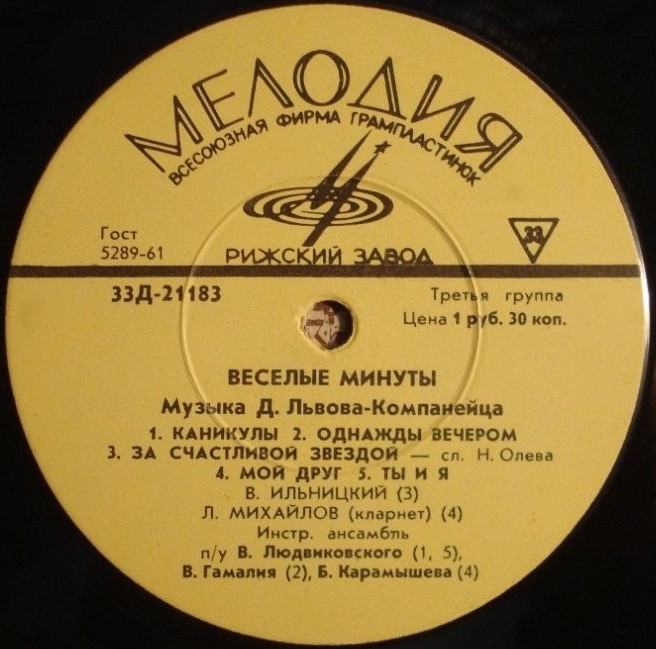 МЕЛОДИЯ
ВСЕСОЮЗНАЯ ФИРМА ГРАМПЛАСТИНОК
Гост
5289-61
РИЖСКИЙ ЗАВОД
33
33Д-21183
Третья группа
Цена 1 руб. 30 коп.
ВЕСЕЛЫЕ МИНУТЫ
Музыка Д. Львова-Компанейца
1. КАНИКУЛЫ 2. ОДНАЖДЫ ВЕЧЕРОМ
3. ЗА СЧАСТЛИВОЙ ЗВЕЗДОЙ — сл. Н. Олева
4. МОЙ ДРУГ 5. ТЫ И Я
В. ИЛЬНИЦКИЙ (3)
Л. МИХАЙЛОВ (кларнет) (4)
Инстр. ансамбль
п/у В. Людвиковского (1, 5),
В. Гамалия (2), Б. Карамышева (4)